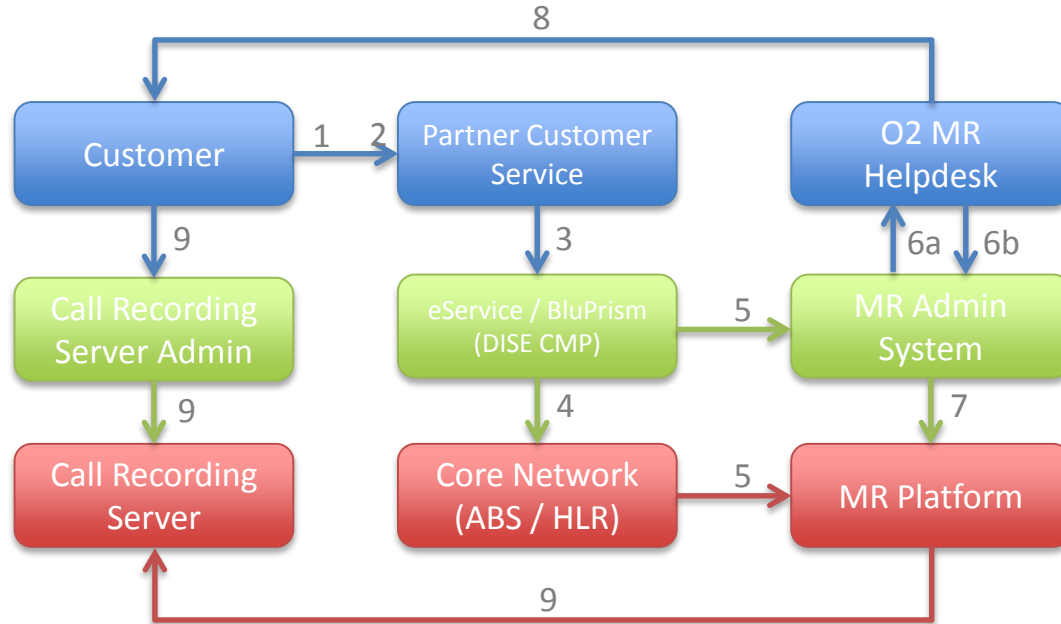 8
Customer
1
2
Partner Customer
Service
O2 MR
Helpdesk
9
3
6a
6b
Call Recording
Server Admin
eService / BluPrism
(DISE CMP)
5
MR Admin
System
9
4
7
Call Recording
Server
Core Network
(ABS / HLR)
5
MR Platform
9